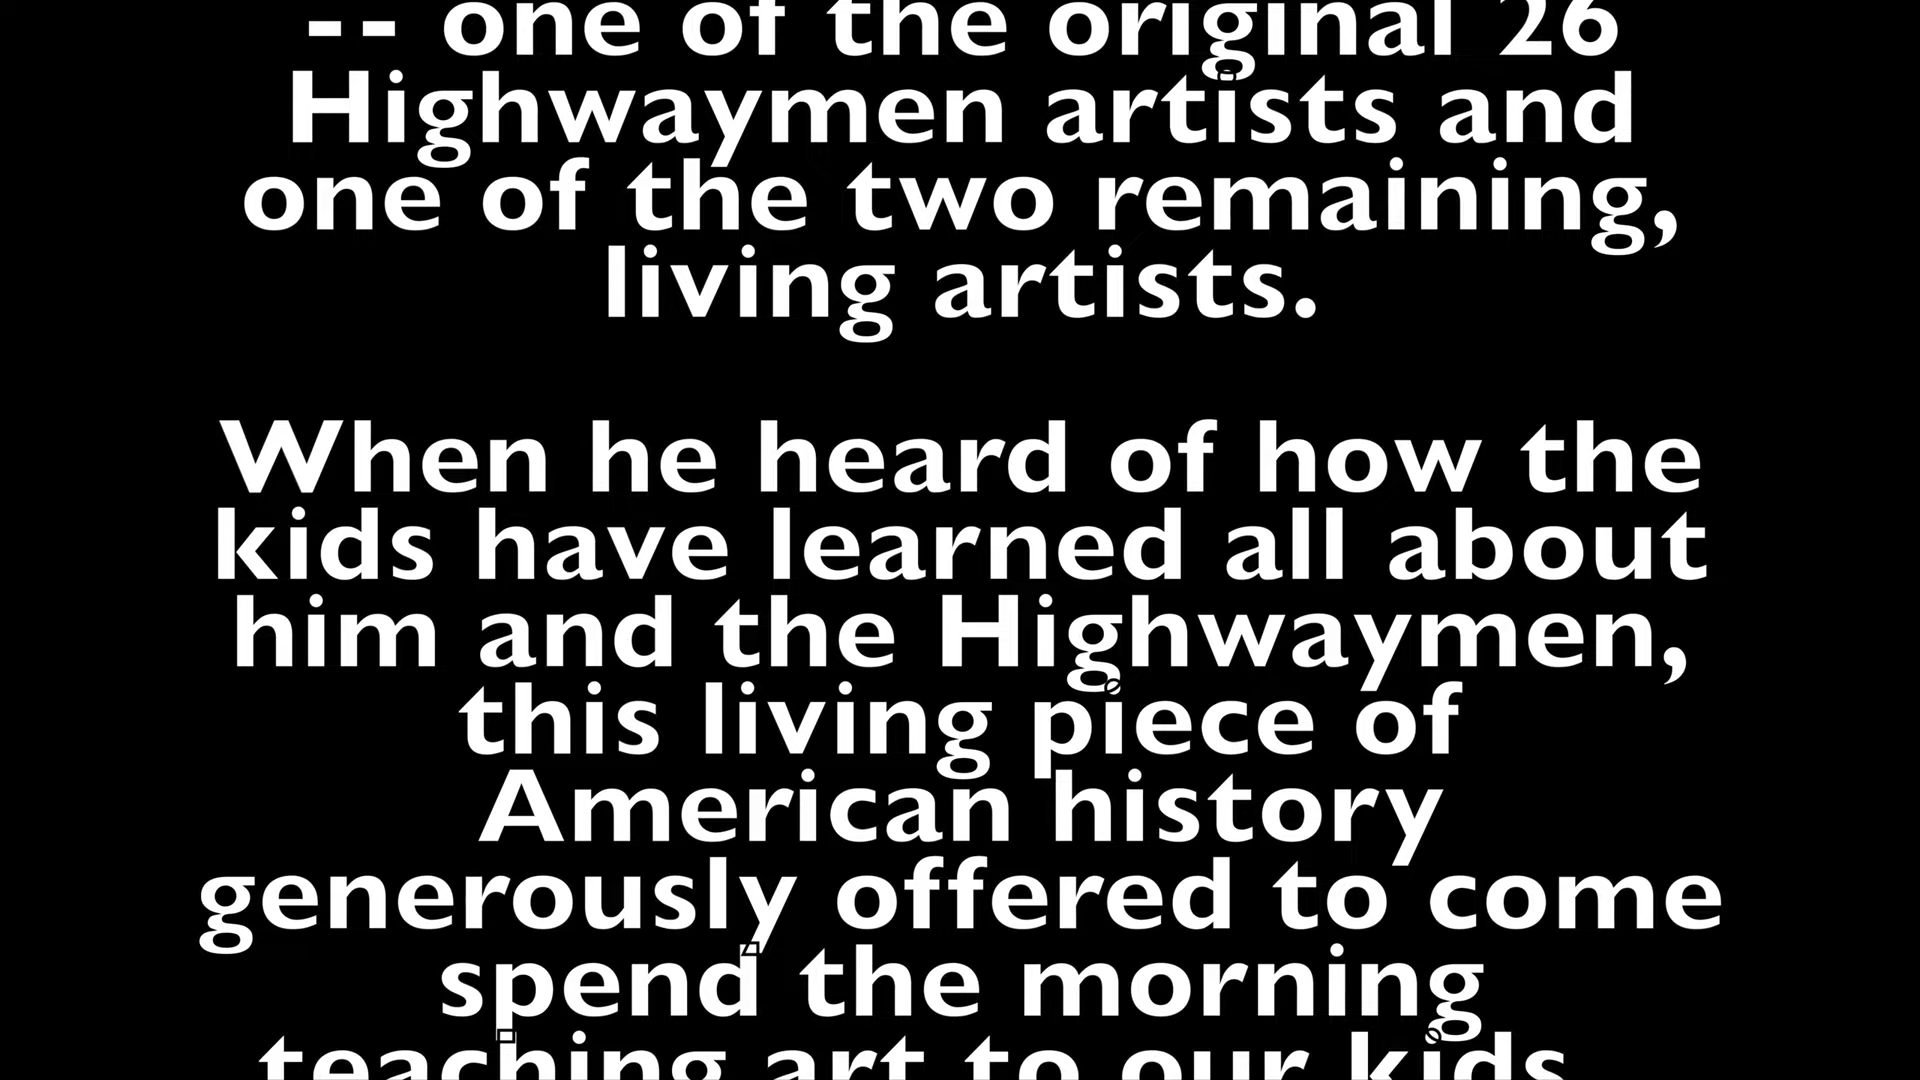 -- one of the original 26
Highwaymen artists and
one of the two remaining,
living artists.
When he heard of how the
kids have learned all about
him and the Highwaymen,
this living piece of
American history
generously offered to come
spend the morning
teaching art to our kids